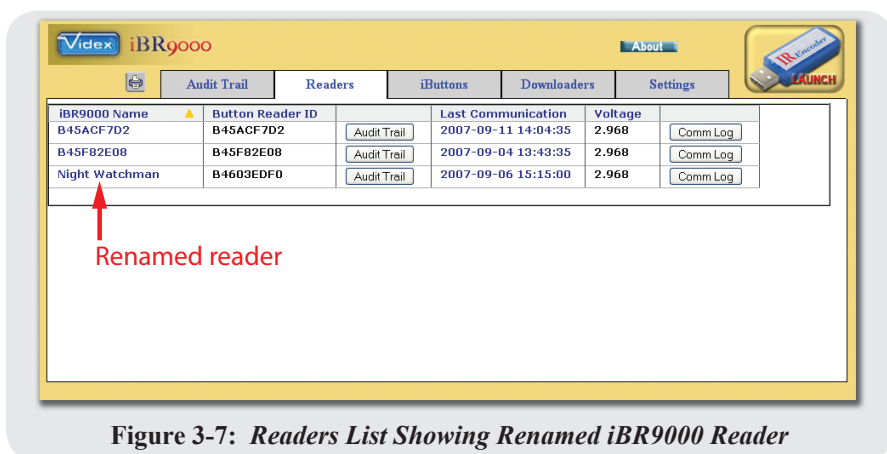 Videx iBR9000
About
IR Encoder
LAUNCH
Audit Trail Readers iButtons Downloaders Settings
iBR9000 Name Button Reader ID Last Communication Voltage
B45ACF7D2 B45ACF7D2 Audit Trail 2007-09-11 14:04:35 2.968 Comm Log
B45F82E08 B45F82E08 Audit Trail 2007-09-04 13:43:35 2.968 Comm Log
Night Watchman B4603EDF0 Audit Trail 2007-09-06 15:15:00 2.968 Comm Log
Renamed reader
Figure 3-7: Readers List Showing Renamed iBR9000 Reader